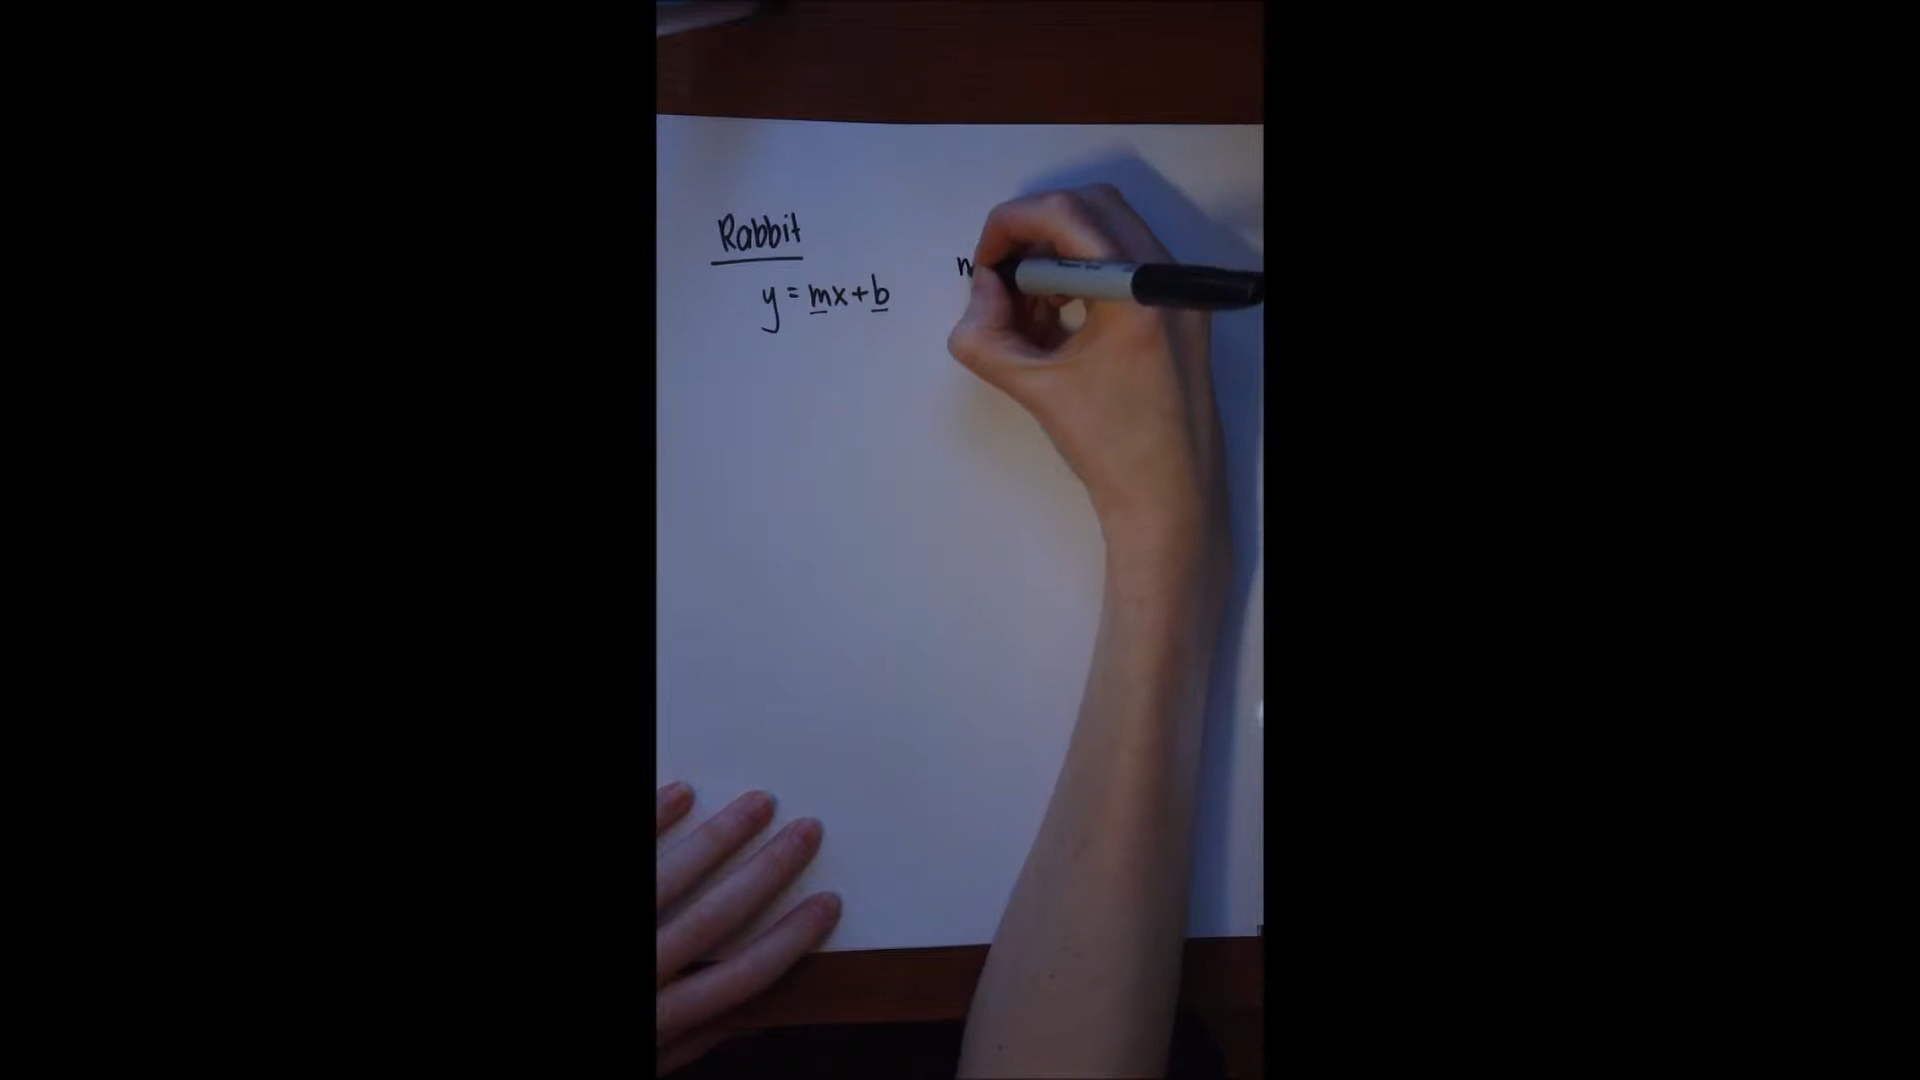 Rabbit
y = mx + b